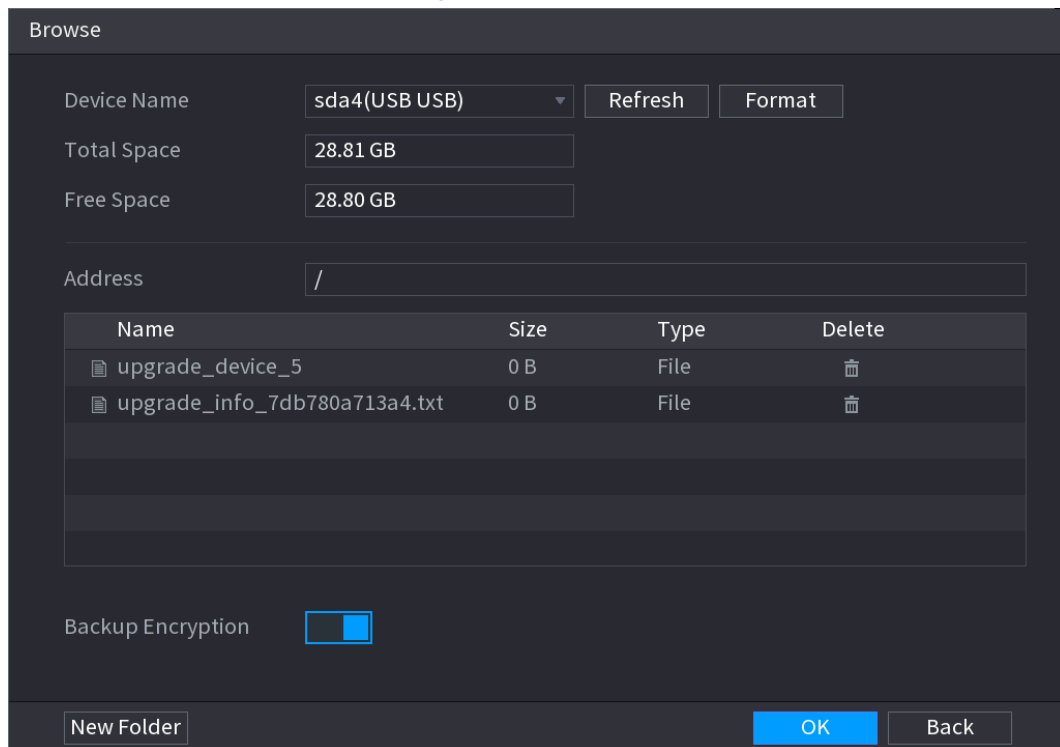 Browse
Device Name sda4(USB USB) Refresh Format
Total Space 28.81 GB
Free Space 28.80 GB
Address /
Name Size Type Delete
upgrade_device_5 0 B File
upgrade_info_7db780a713a4.txt 0 B File
Backup Encryption
New Folder OK Back